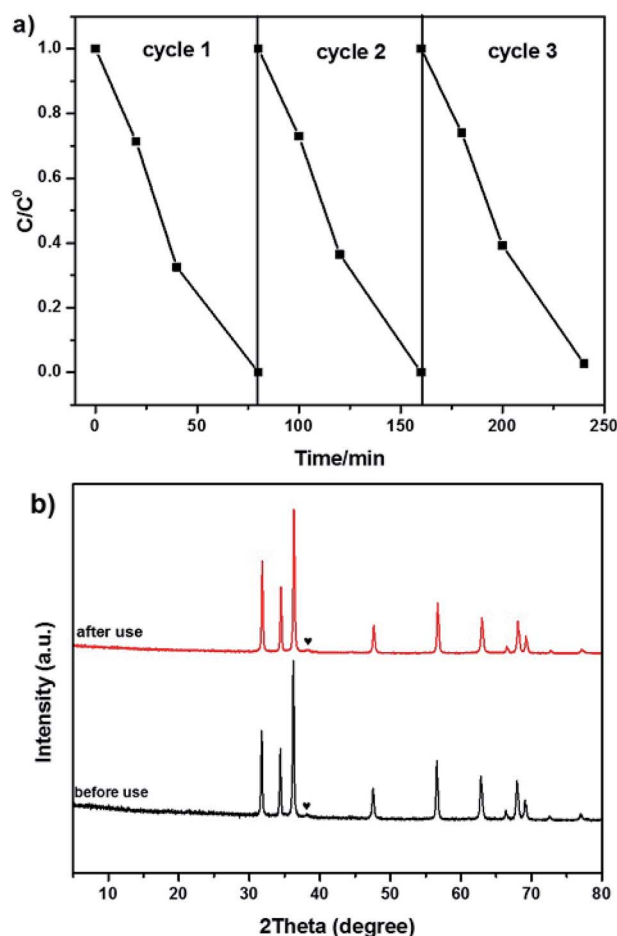 a)
cycle 1 cycle 2 cycle 3
1.0
0.8
0.6
0.4
0.2
0.0
C/C⁰
0 50 100 150 200 250
Time/min
b)
after use ♥
before use ♥
Intensity (a.u.)
10 20 30 40 50 60 70 80
2Theta (degree)